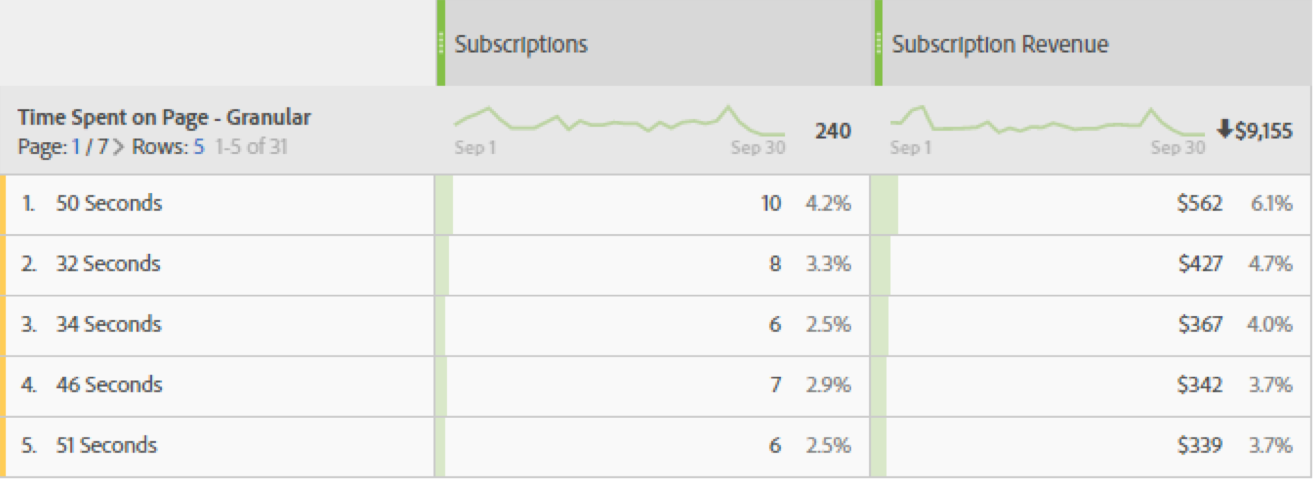 Subscriptions
Subscription Revenue
Time Spent on Page - Granular
Page: 1 / 7 > Rows: 5 1-5 of 31
Sep 1
Sep 30
240
Sep 1
Sep 30
$9,155
1. 50 Seconds 10 4.2% $562 6.1%
2. 32 Seconds 8 3.3% $427 4.7%
3. 34 Seconds 6 2.5% $367 4.0%
4. 46 Seconds 7 2.9% $342 3.7%
5. 51 Seconds 6 2.5% $339 3.7%